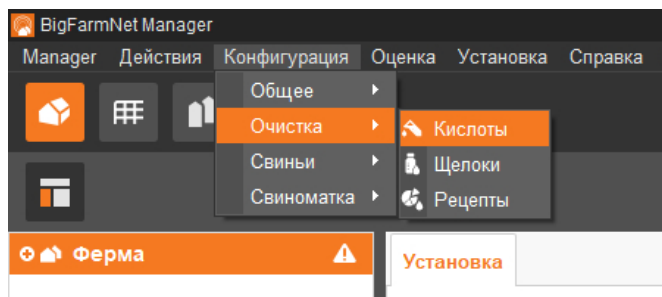 BigFarmNet Manager
Manager Действия Конфигурация Оценка Установка Справка
Общее
Очистка
Кислоты
Свиньи
Щелоки
Свиноматка
Рецепты
Ферма
Установка